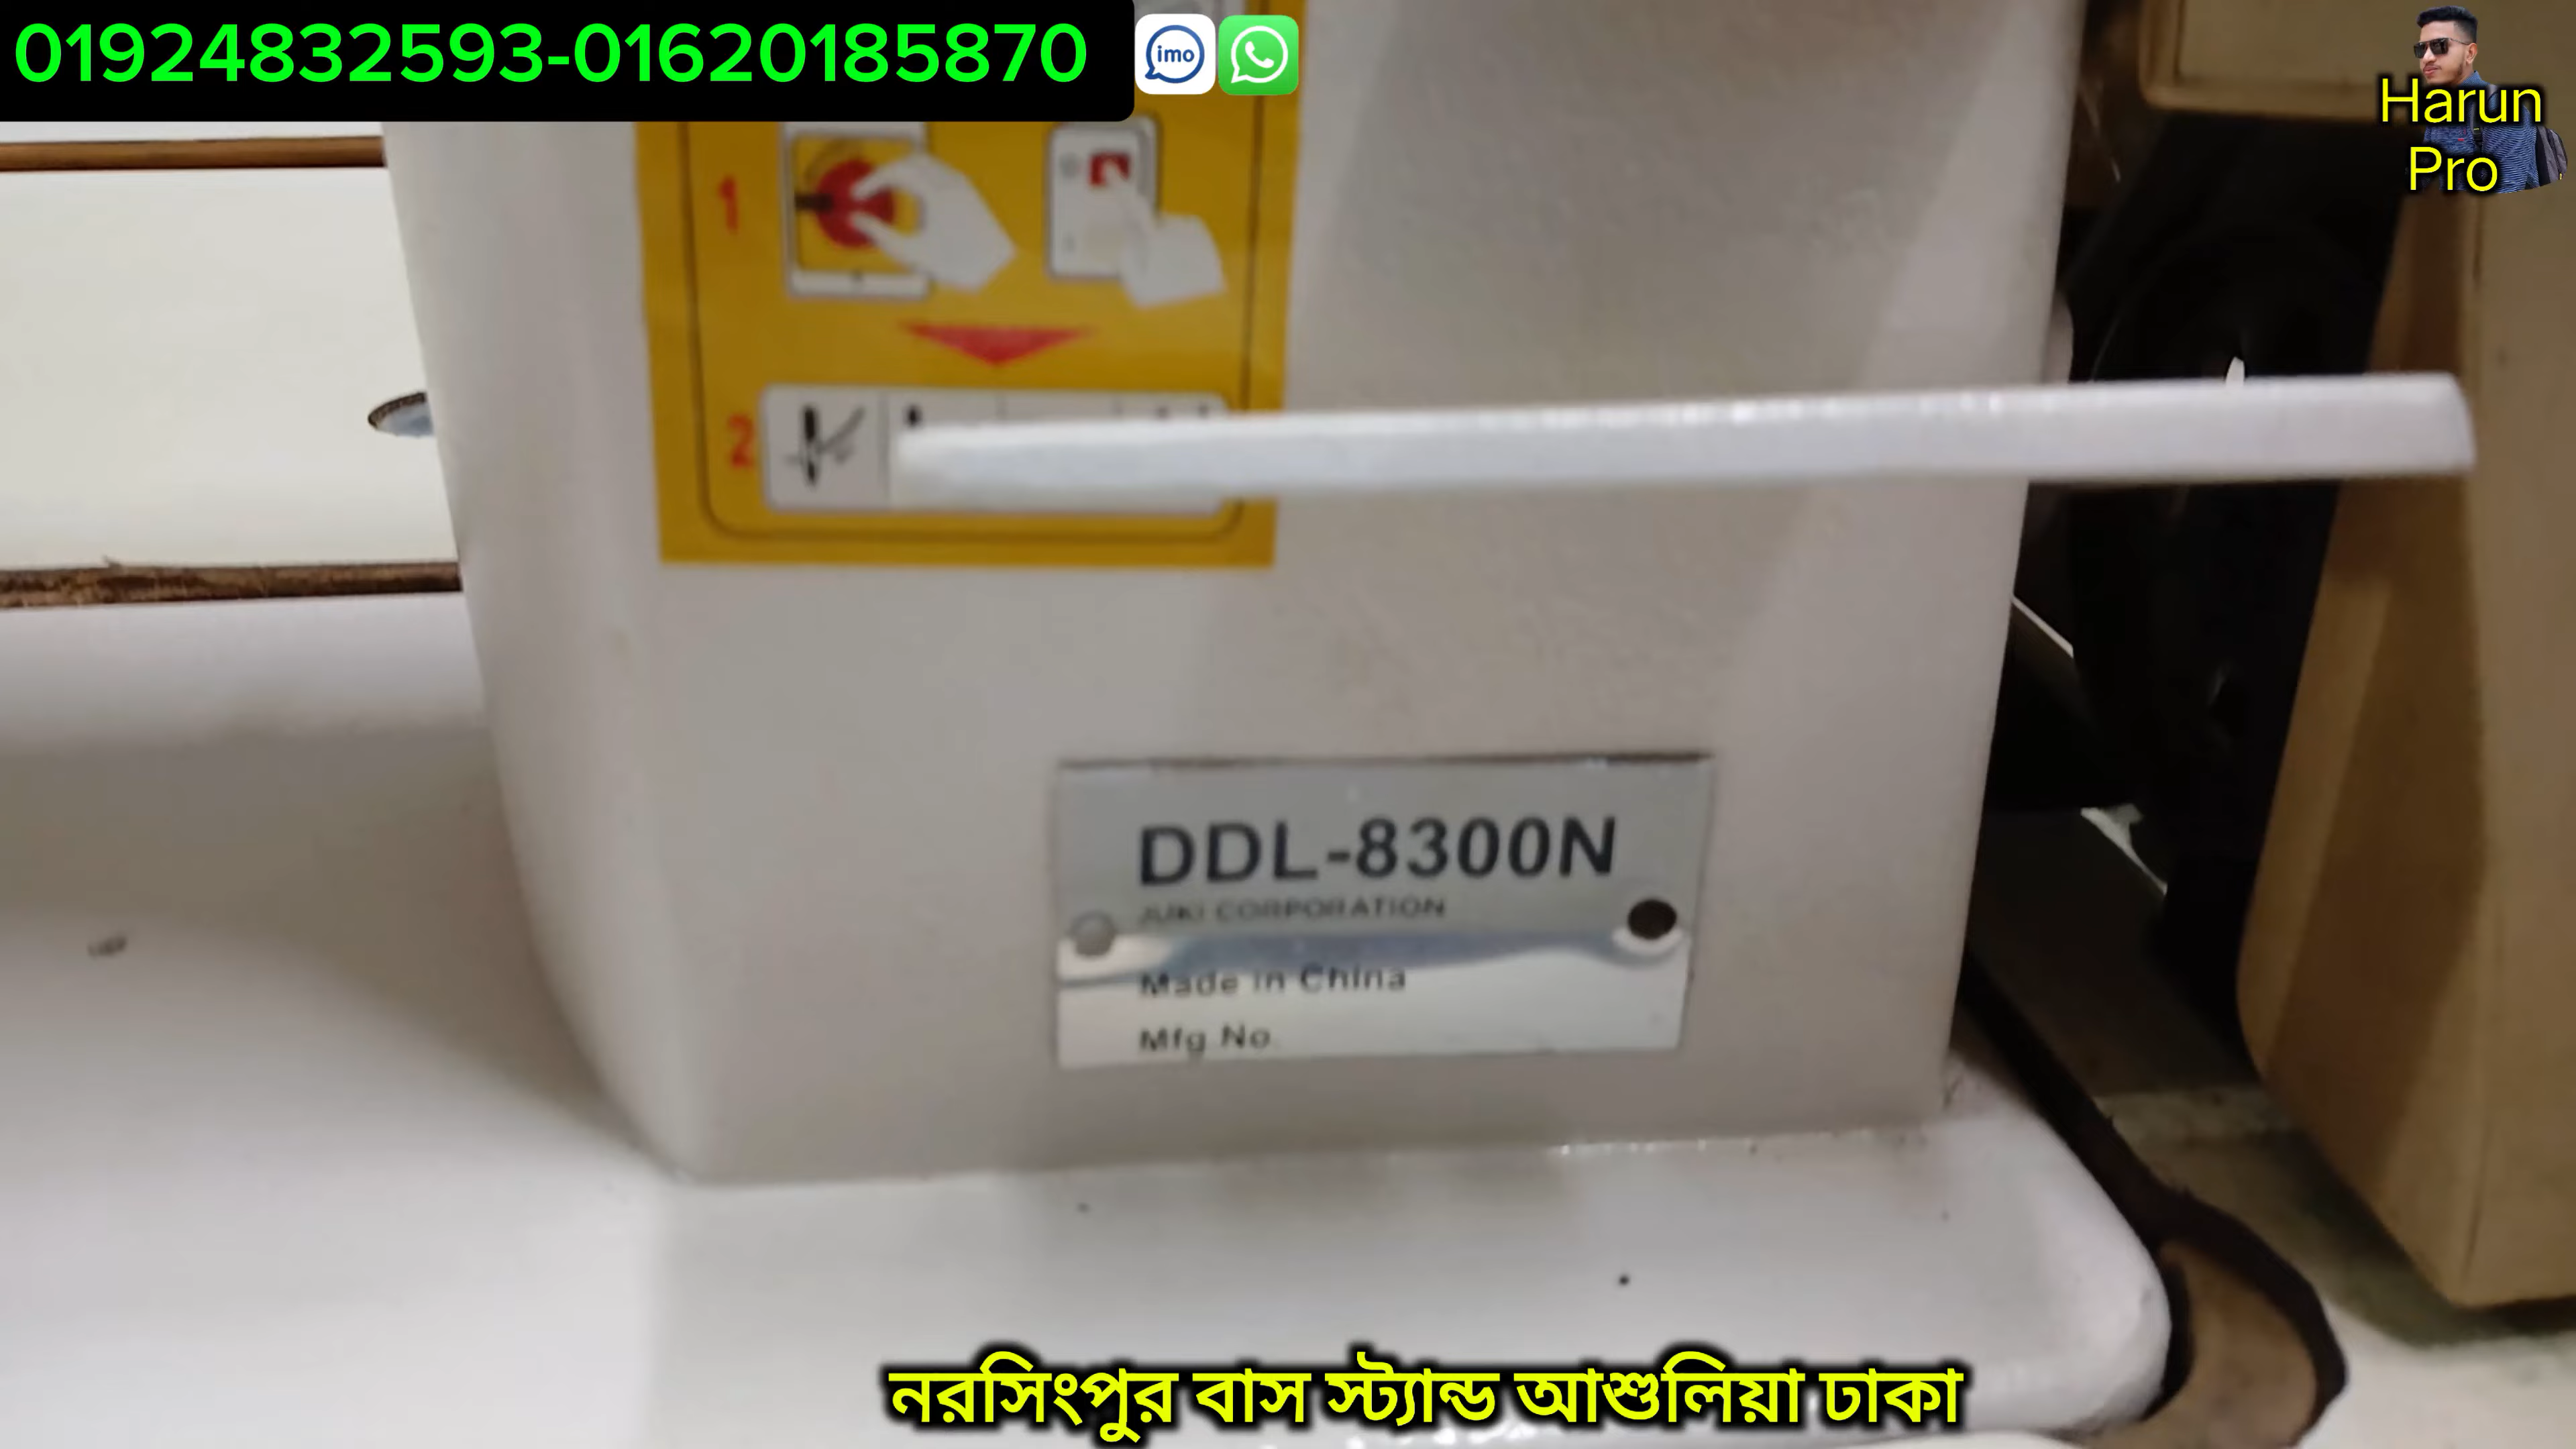 01924832593-01620185870
imo
Harun
Pro
1
2
DDL-8300N
JUKI CORPORATION
Made in China
Mfg No.
নরসিংপুর বাস স্ট্যান্ড আশুলিয়া ঢাকা